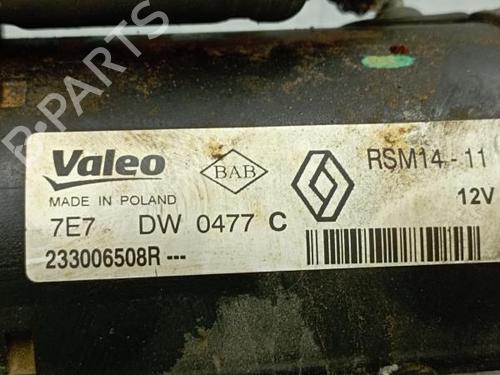 B-PARTS
Valeo
BAB
RSM14 - 11
MADE IN POLAND
12V
7E7 DW 0477 C
233006508R ---